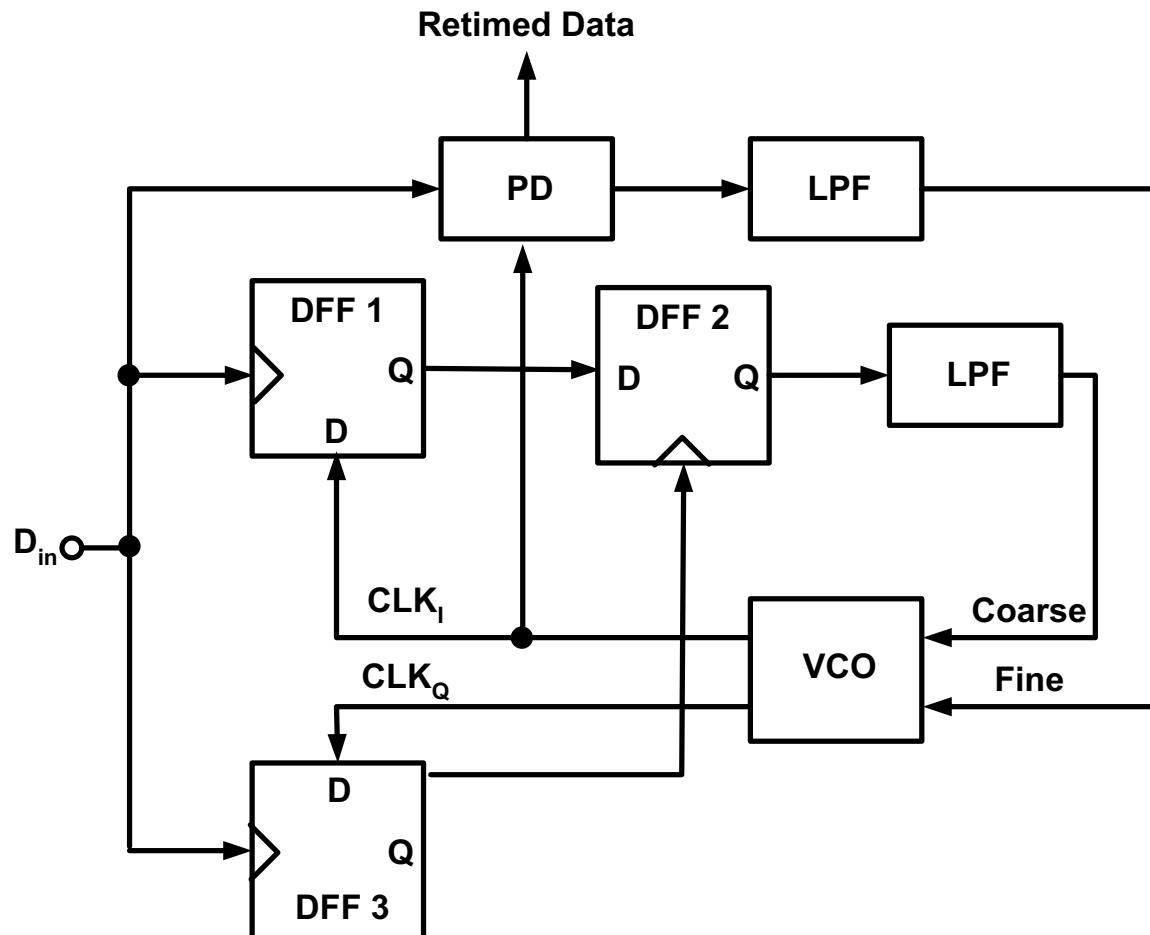 Retimed Data
PD
LPF
DFF 1
Q
D
DFF 2
D
Q
LPF
Din
CLKI
CLKQ
VCO
Coarse
Fine
D
Q
DFF 3